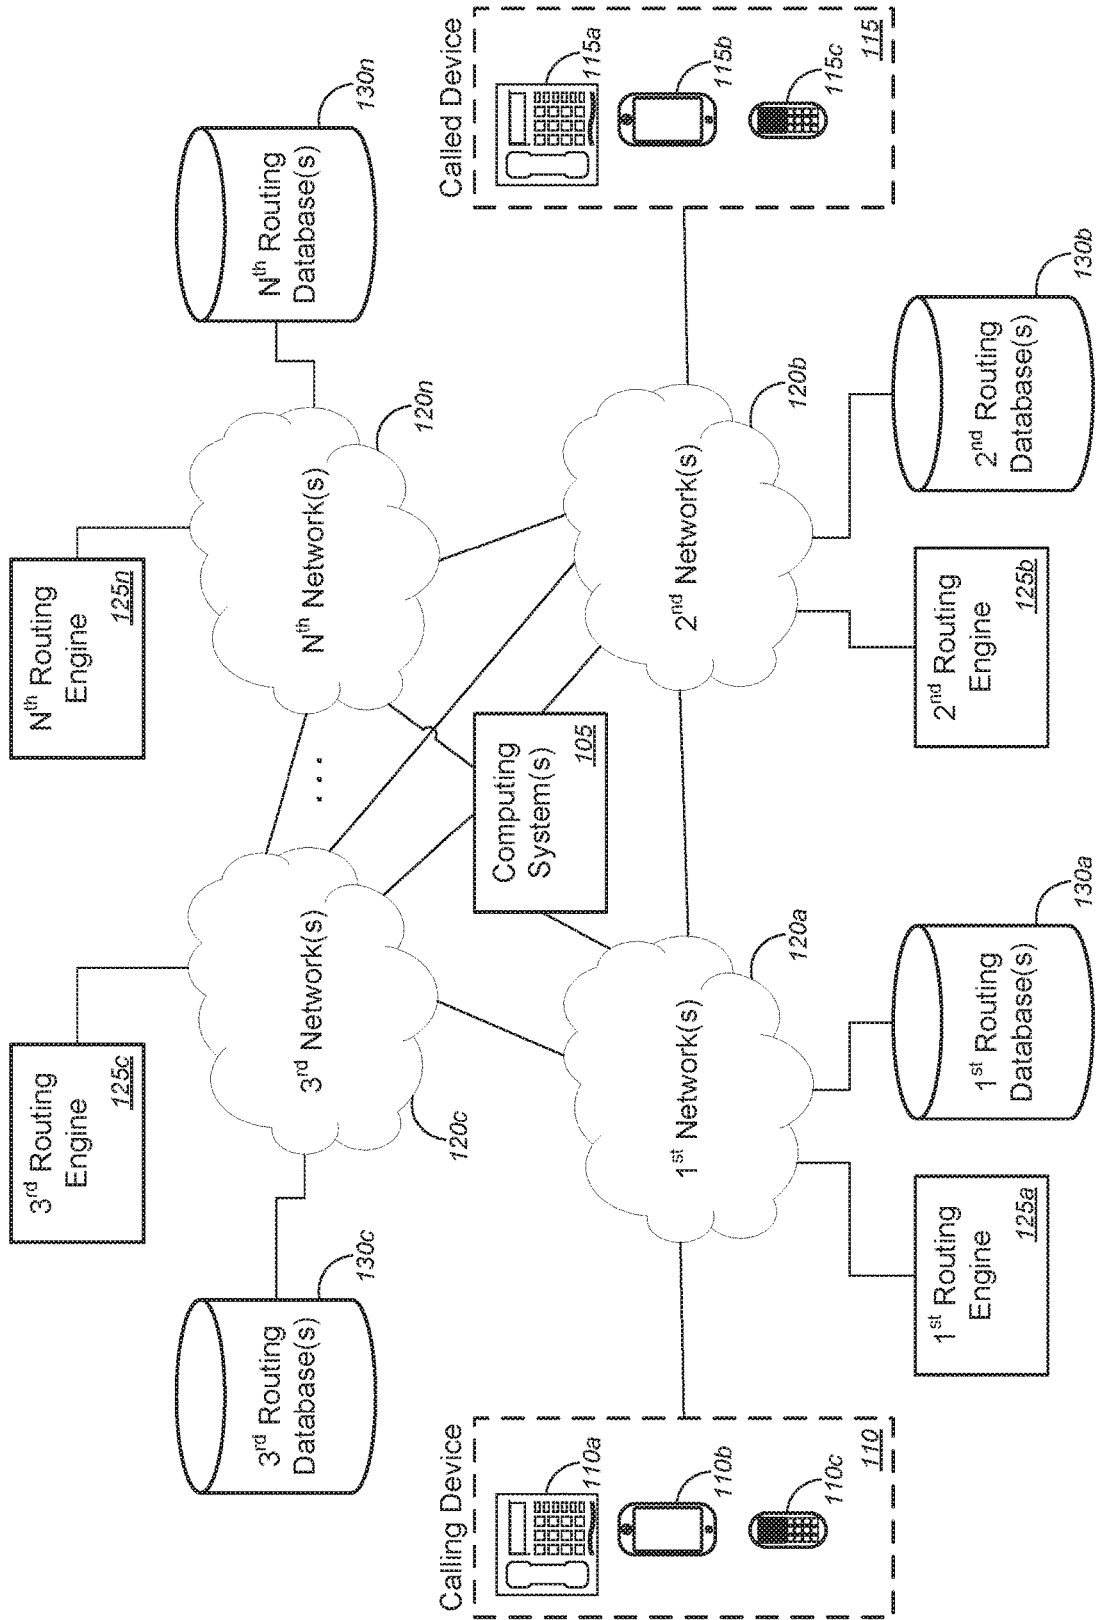 3rd Routing
Engine
125c
Nth Routing
Engine
125n
3rd Routing
Database(s)
130c
3rd Network(s)
120c
. . .
Nth Network(s)
120n
Nth Routing
Database(s)
130n
Calling Device
110a
110b
110c
110
Computing
System(s)
105
Called Device
115a
115b
115c
115
1st Network(s)
120a
2nd Network(s)
120b
1st Routing
Engine
125a
1st Routing
Database(s)
130a
2nd Routing
Engine
125b
2nd Routing
Database(s)
130b